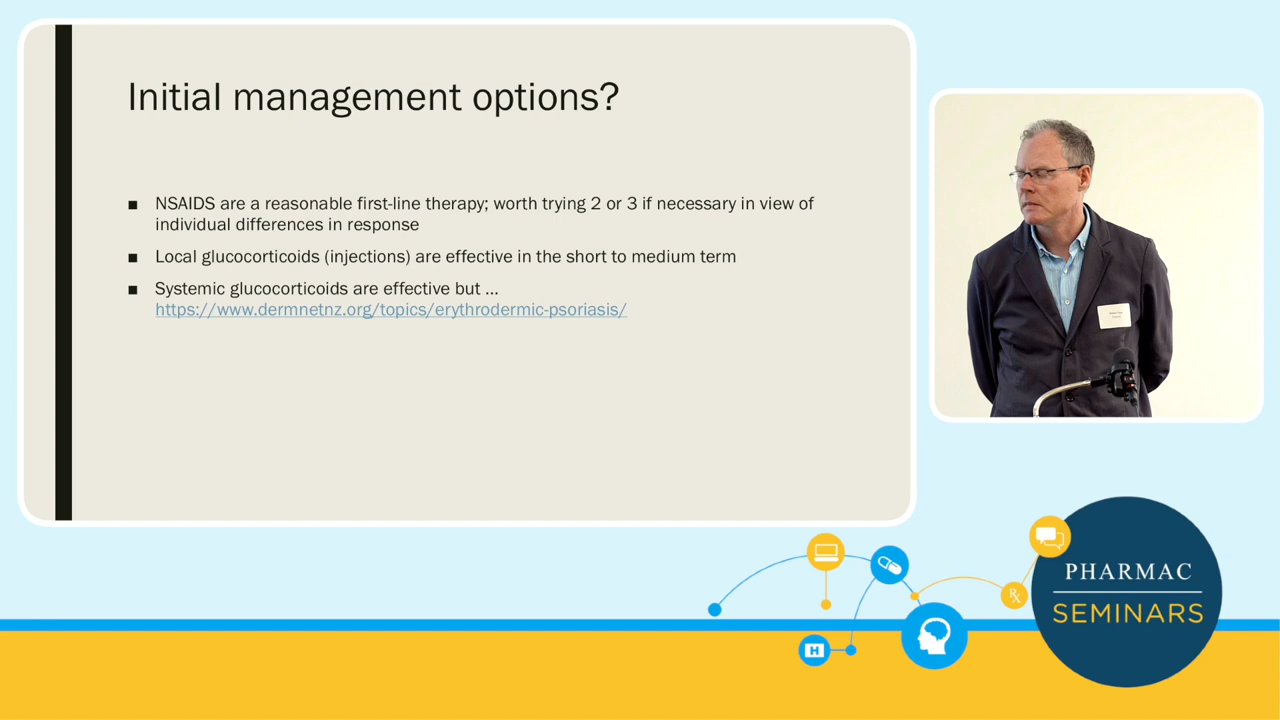 Initial management options?
■ NSAIDS are a reasonable first-line therapy; worth trying 2 or 3 if necessary in view of
individual differences in response
■ Local glucocorticoids (injections) are effective in the short to medium term
■ Systemic glucocorticoids are effective but ...
https://www.dermnetnz.org/topics/erythrodermic-psoriasis/
H
Rx
PHARMAC
SEMINARS